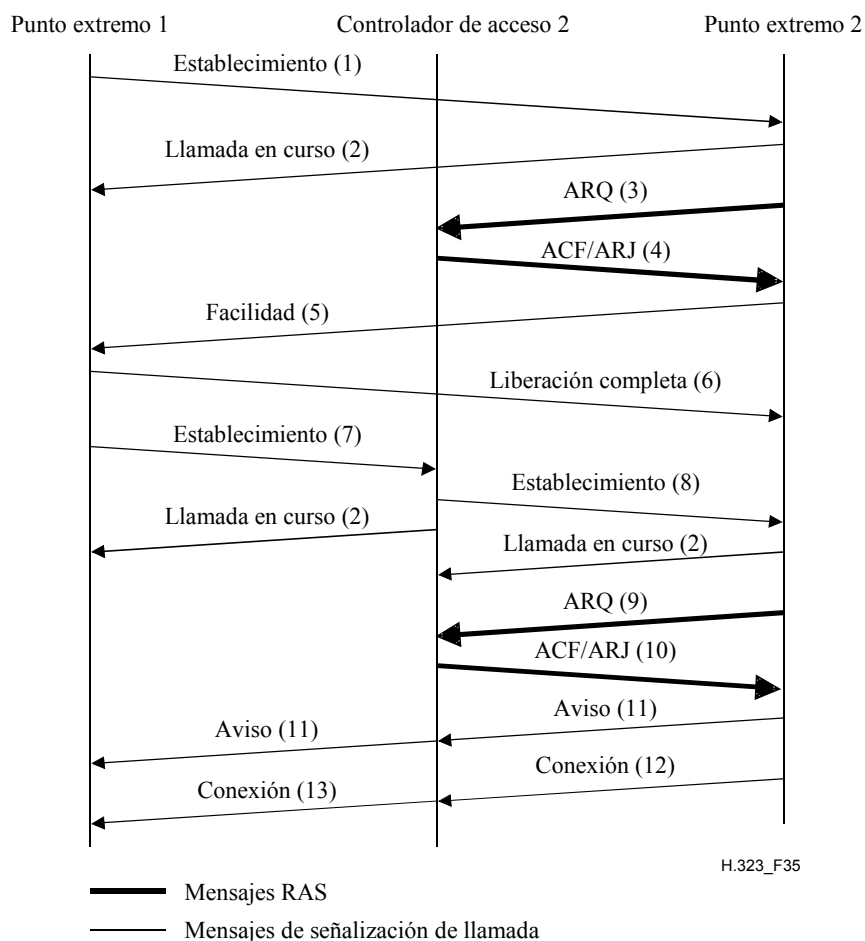 Punto extremo 1 Controlador de acceso 2 Punto extremo 2
Establecimiento (1)
Llamada en curso (2)
ARQ (3)
ACF/ARJ (4)
Facilidad (5)
Liberación completa (6)
Establecimiento (7)
Establecimiento (8)
Llamada en curso (2)
Llamada en curso (2)
ARQ (9)
ACF/ARJ (10)
Aviso (11)
Aviso (11)
Conexión (12)
Conexión (13)
H.323_F35
Mensajes RAS
Mensajes de señalización de llamada